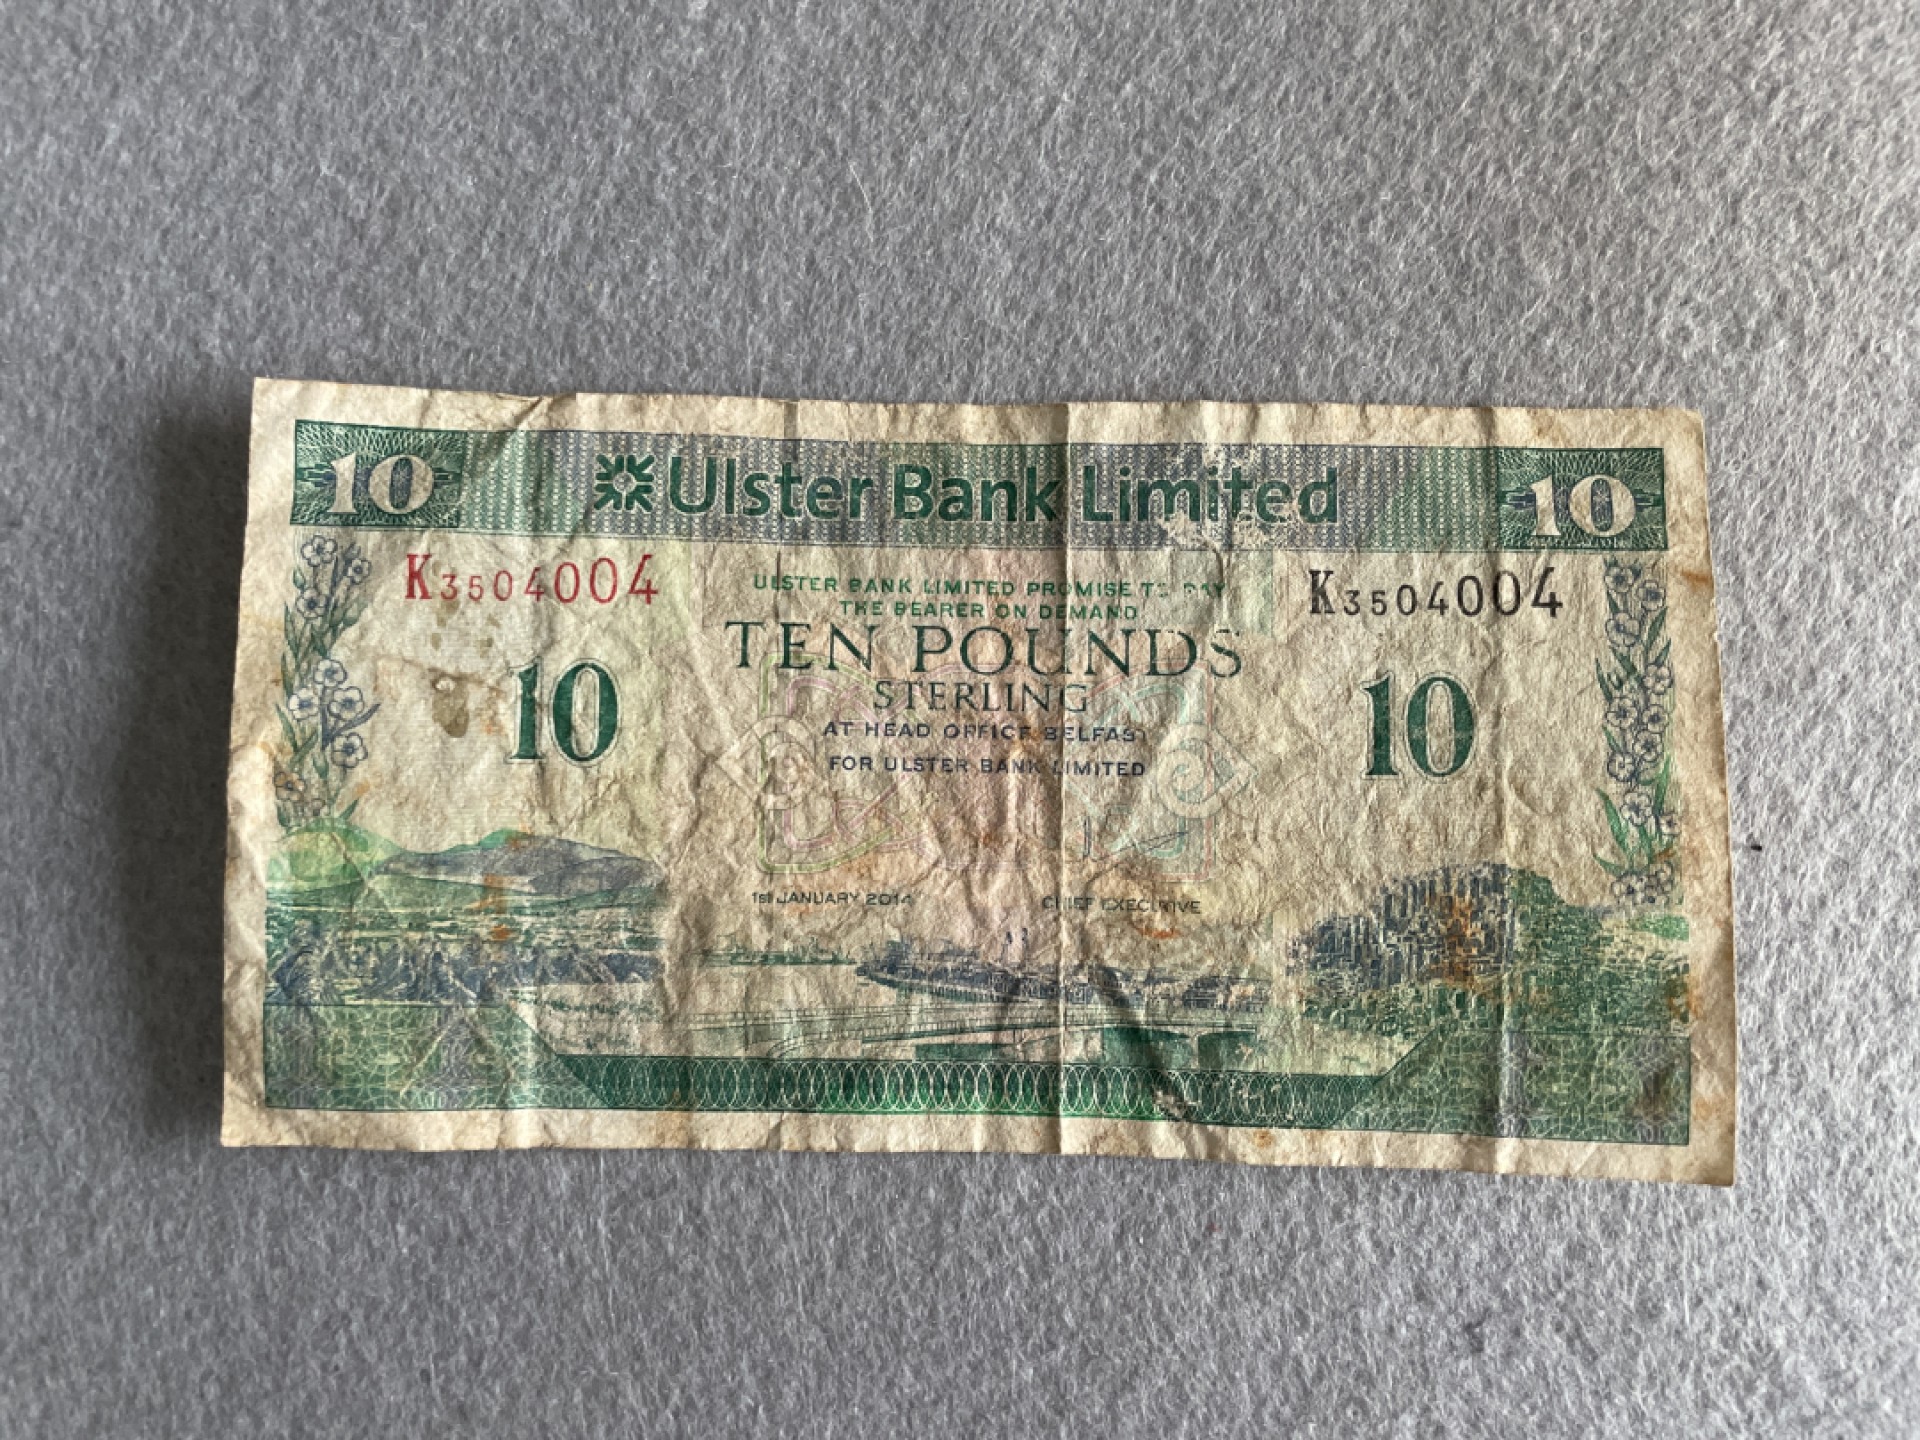 10 Ulster Bank Limited 10
K3504004 K3504004
ULSTER BANK LIMITED PROMISE TO PAY
THE BEARER ON DEMAND
TEN POUNDS
STERLING
10 10
AT HEAD OFFICE BELFAST
FOR ULSTER BANK LIMITED
1st JANUARY 2014 CHIEF EXECUTIVE